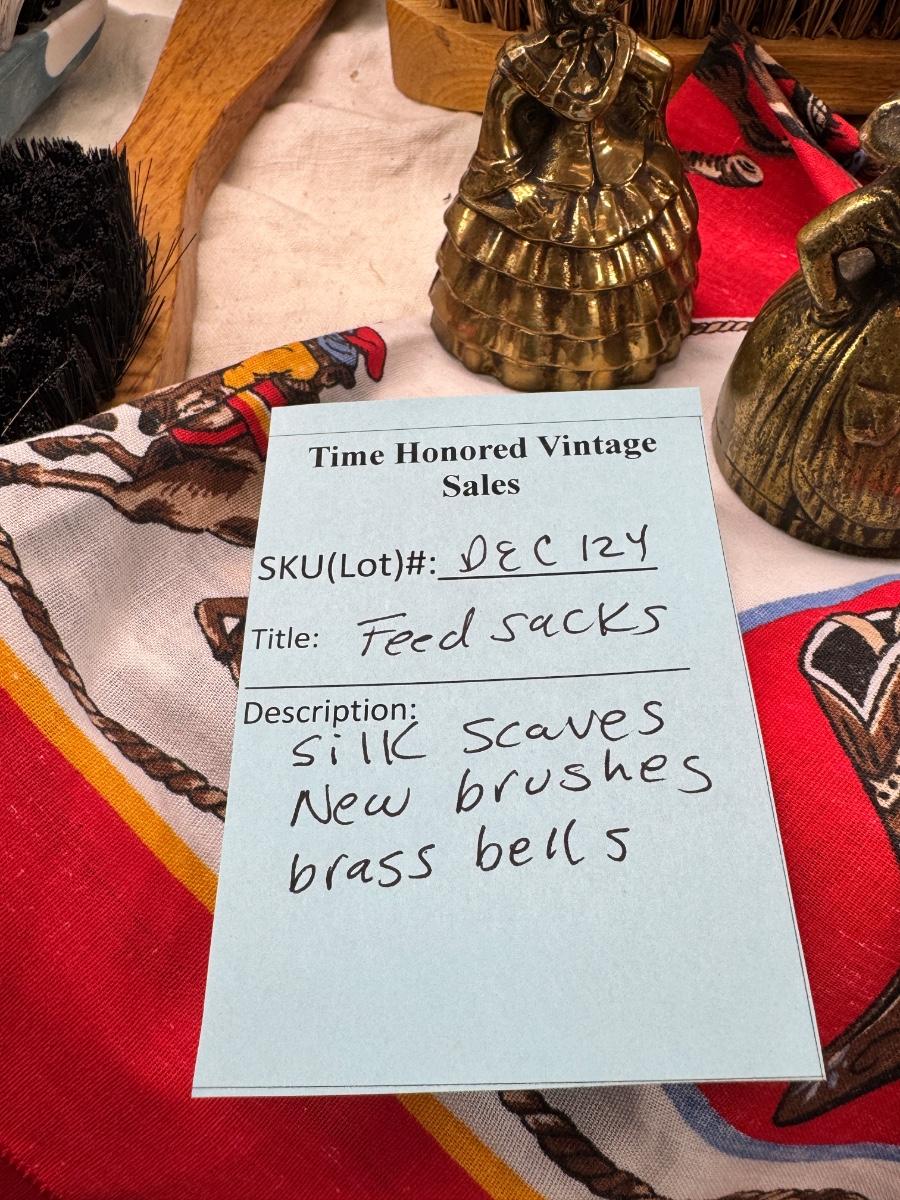 Time Honored Vintage
Sales
SKU(Lot)#: DEC 124
Title: Feed sacks
Description:
silk scaves
New brushes
brass bells